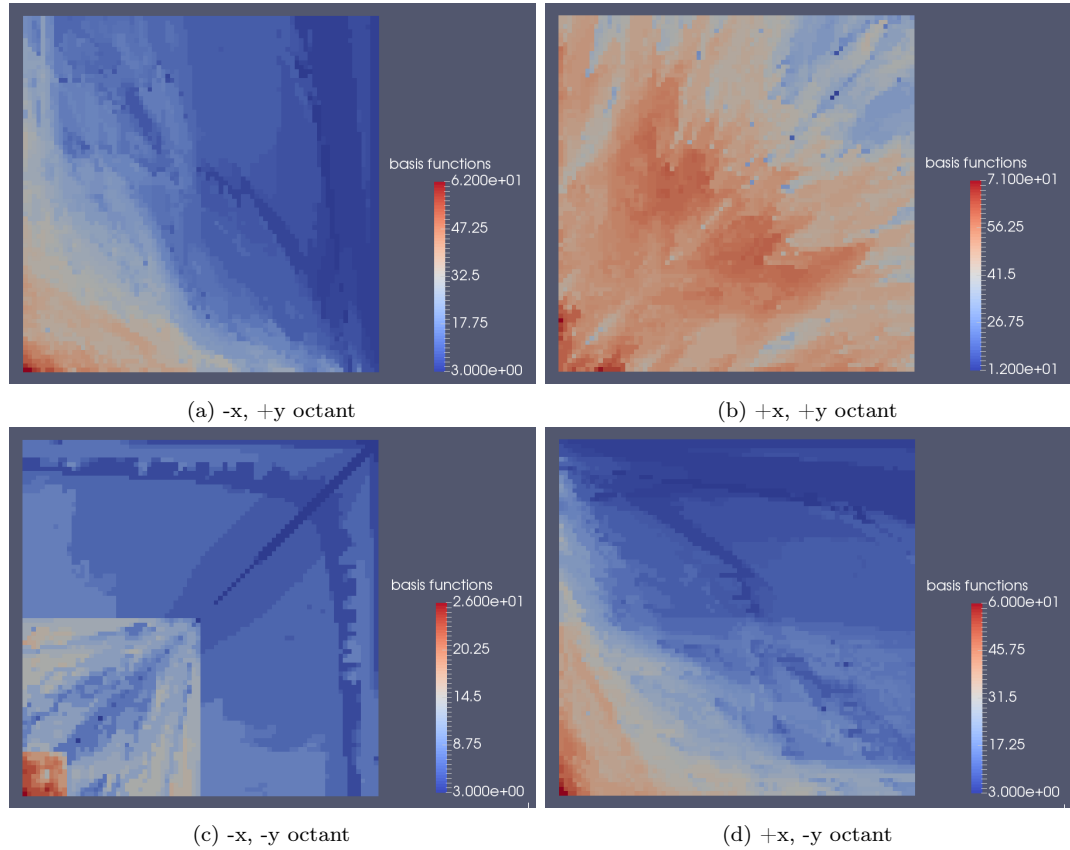 basis functions
6.200e+01
47.25
32.5
17.75
3.000e+00
(a) -x, +y octant
basis functions
7.100e+01
56.25
41.5
26.75
1.200e+01
(b) +x, +y octant
basis functions
2.600e+01
20.25
14.5
8.75
3.000e+00
(c) -x, -y octant
basis functions
6.000e+01
45.75
31.5
17.25
3.000e+00
(d) +x, -y octant